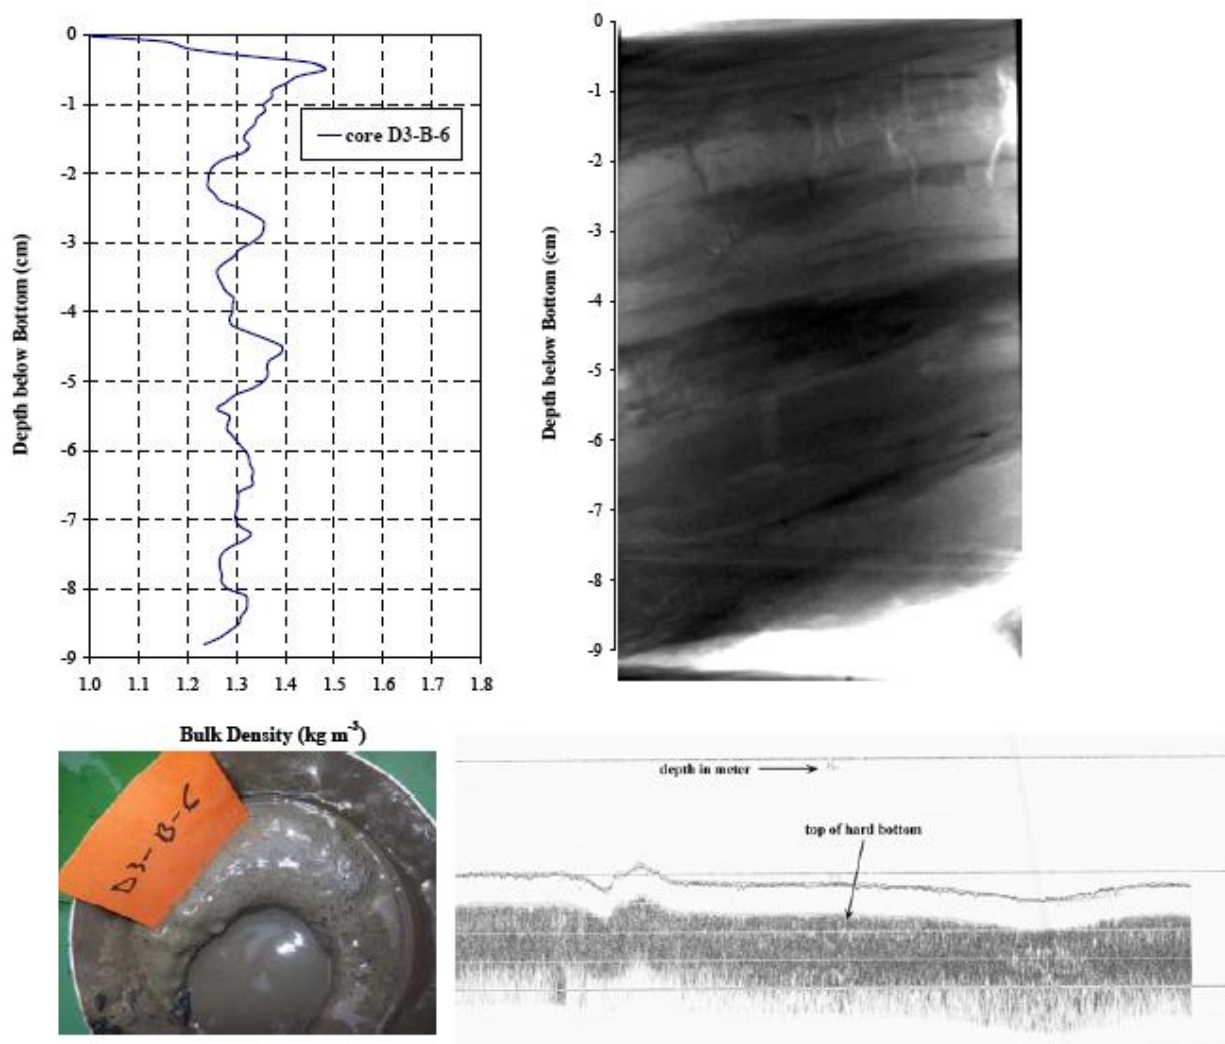 0
-1
-2
-3
-4
-5
-6
-7
-8
-9
Depth below Bottom (cm)
core D3-B-6
1.0 1.1 1.2 1.3 1.4 1.5 1.6 1.7 1.8
Bulk Density (kg m-3)
0
-1
-2
-3
-4
-5
-6
-7
-8
-9
Depth below Bottom (cm)
D3-B-6
depth in meter
top of hard bottom